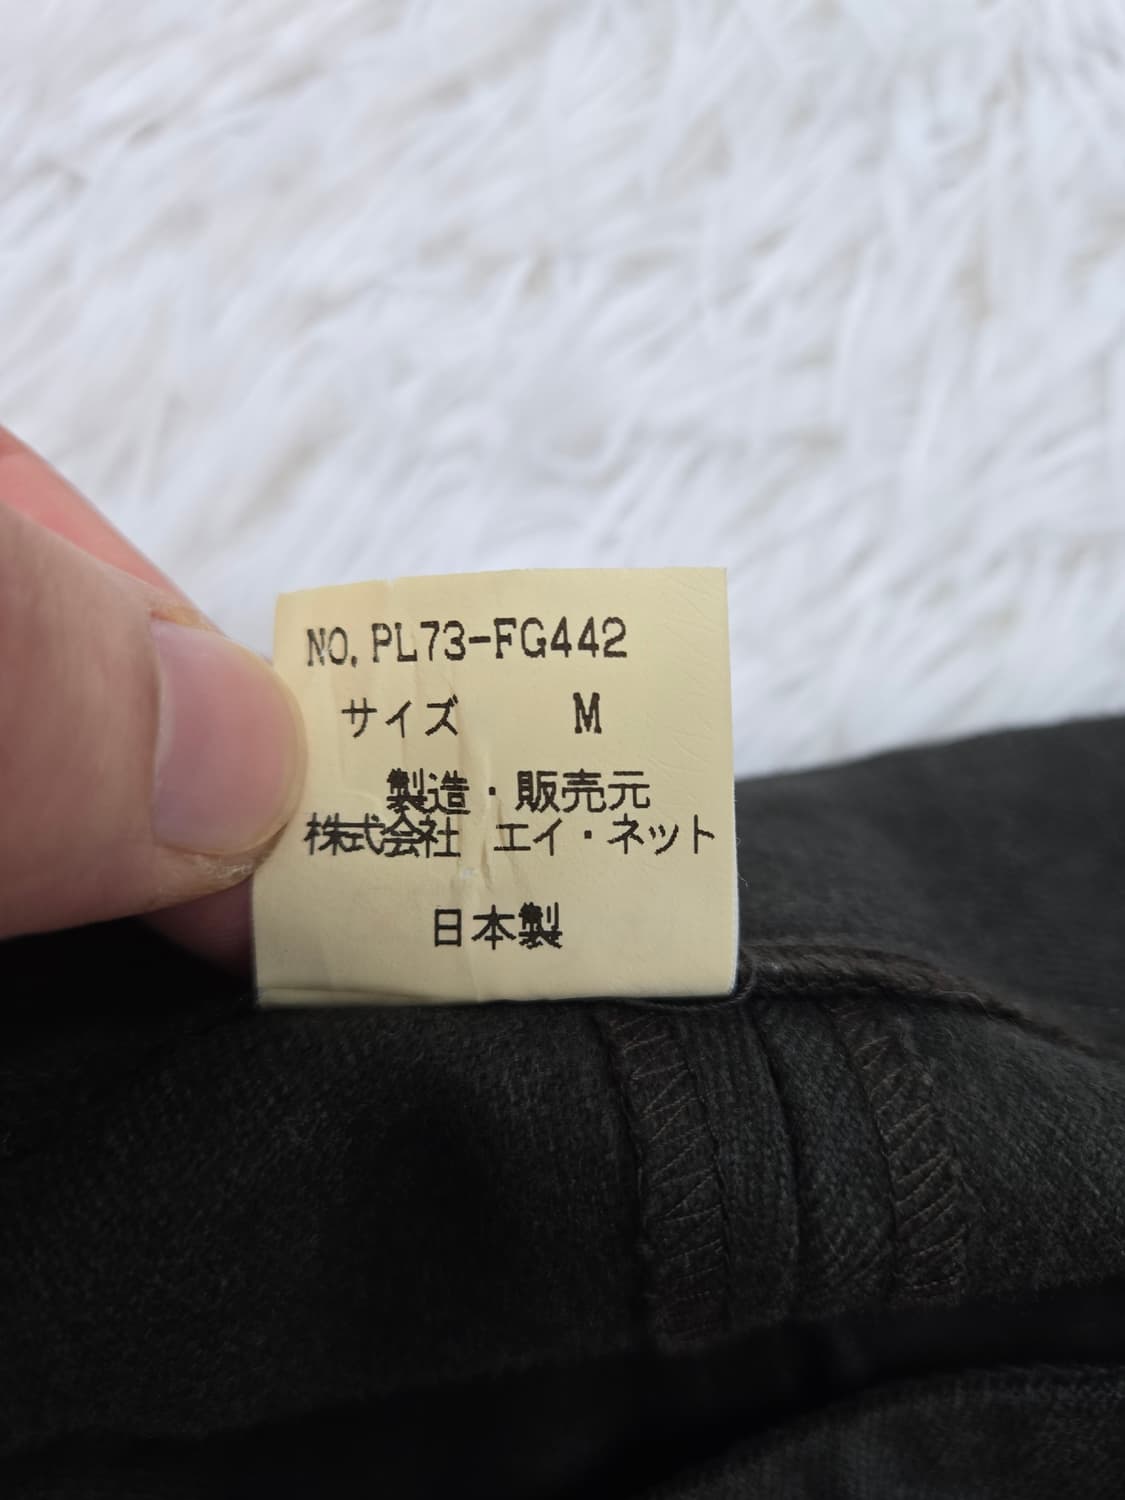 NO. PL73-FG442
サイズ M
製造・販売元
株式会社 エイ・ネット
日本製